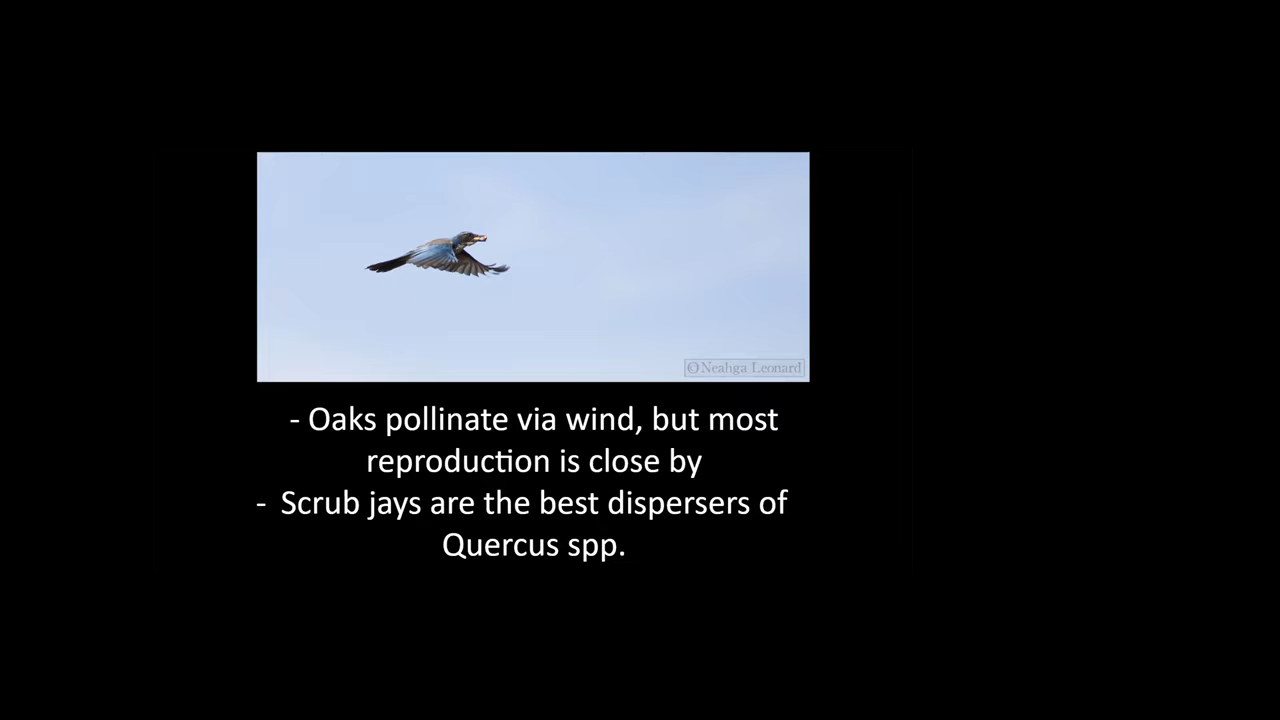 ©Neahga Leonard
- Oaks pollinate via wind, but most
reproduction is close by
- Scrub jays are the best dispersers of
Quercus spp.